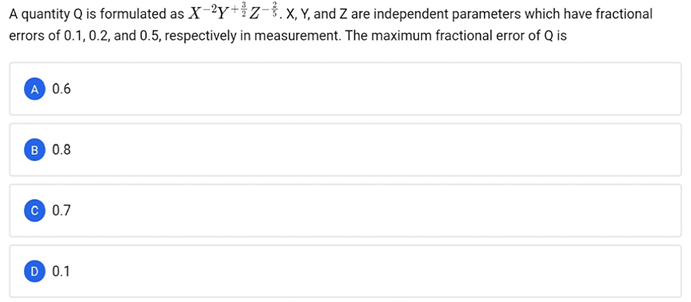 A quantity Q is formulated as $X^{-2}Y^{+\frac{3}{2}}Z^{-\frac{2}{5}}$. X, Y, and Z are independent parameters which have fractional
errors of 0.1, 0.2, and 0.5, respectively in measurement. The maximum fractional error of Q is
A 0.6
B 0.8
C 0.7
D 0.1